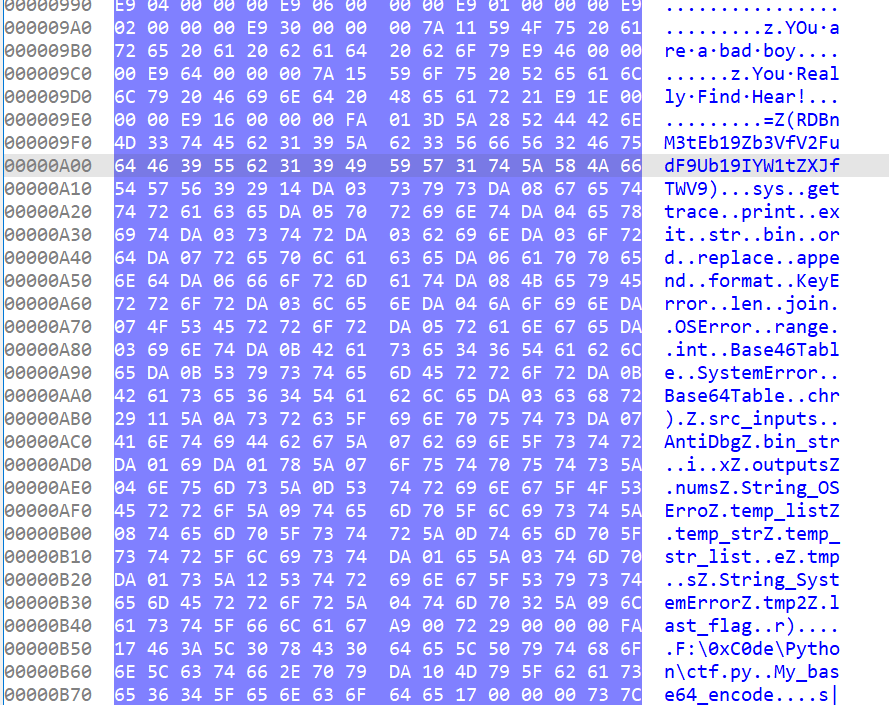 00000990 E9 04 00 00 00 E9 06 00 00 00 E9 01 00 00 00 E9 ................
000009A0 02 00 00 00 E9 30 00 00 00 7A 11 59 4F 75 20 61 .........z.YOu·a
000009B0 72 65 20 61 20 62 61 64 20 62 6F 79 E9 46 00 00 re·a·bad·boy....
000009C0 00 E9 64 00 00 00 7A 15 59 6F 75 20 52 65 61 6C ......z.You·Real
000009D0 6C 79 20 46 69 6E 64 20 48 65 61 72 21 E9 1E 00 ly·Find·Hear!...
000009E0 00 00 E9 16 00 00 00 FA 01 3D 5A 28 52 44 42 6E .........=Z(RDBn
000009F0 4D 33 74 45 62 31 39 5A 62 33 56 66 56 32 46 75 M3tEb19Zb3VfV2Fu
00000A00 64 46 39 55 62 31 39 49 59 57 31 74 5A 58 4A 66 dF9Ub19IYW1tZXJf
00000A10 54 57 56 39 29 14 DA 03 73 79 73 DA 08 67 65 74 TWV9)...sys..get
00000A20 74 72 61 63 65 DA 05 70 72 69 6E 74 DA 04 65 78 trace..print..ex
00000A30 69 74 DA 03 73 74 72 DA 03 62 69 6E DA 03 6F 72 it..str..bin..or
00000A40 64 DA 07 72 65 70 6C 61 63 65 DA 06 61 70 70 65 d..replace..appe
00000A50 6E 64 DA 06 66 6F 72 6D 61 74 DA 08 4B 65 79 45 nd..format..KeyE
00000A60 72 72 6F 72 DA 03 6C 65 6E DA 04 6A 6F 69 6E DA rror..len..join.
00000A70 07 4F 53 45 72 72 6F 72 DA 05 72 61 6E 67 65 DA .OSError..range.
00000A80 03 69 6E 74 DA 0B 42 61 73 65 34 36 54 61 62 6C .int..Base46Tabl
00000A90 65 DA 0B 53 79 73 74 65 6D 45 72 72 6F 72 DA 0B e..SystemError..
00000AA0 42 61 73 65 36 34 54 61 62 6C 65 DA 03 63 68 72 Base64Table..chr
00000AB0 29 11 5A 0A 73 72 63 5F 69 6E 70 75 74 73 DA 07 ).Z.src_inputs..
00000AC0 41 6E 74 69 44 62 67 5A 07 62 69 6E 5F 73 74 72 AntiDbgZ.bin_str
00000AD0 DA 01 69 DA 01 78 5A 07 6F 75 74 70 75 74 73 5A ..i..xZ.outputsZ
00000AE0 04 6E 75 6D 73 5A 0D 53 74 72 69 6E 67 5F 4F 53 .numsZ.String_OS
00000AF0 45 72 72 6F 5A 09 74 65 6D 70 5F 6C 69 73 74 5A ErroZ.temp_listZ
00000B00 08 74 65 6D 70 5F 73 74 72 5A 0D 74 65 6D 70 5F .temp_strZ.temp_
00000B10 73 74 72 5F 6C 69 73 74 DA 01 65 5A 03 74 6D 70 str_list..eZ.tmp
00000B20 DA 01 73 5A 12 53 74 72 69 6E 67 5F 53 79 73 74 ..sZ.String_Syst
00000B30 65 6D 45 72 72 6F 72 5A 04 74 6D 70 32 5A 09 6C emErrorZ.tmp2Z.l
00000B40 61 73 74 5F 66 6C 61 67 A9 00 72 29 00 00 00 FA ast_flag..r)....
00000B50 17 46 3A 5C 30 78 43 30 64 65 5C 50 79 74 68 6F .F:\0xC0de\Pytho
00000B60 6E 5C 63 74 66 2E 70 79 DA 10 4D 79 5F 62 61 73 n\ctf.py..My_bas
00000B70 65 36 34 5F 65 6E 63 6F 64 65 17 00 00 00 73 7C e64_encode....s|